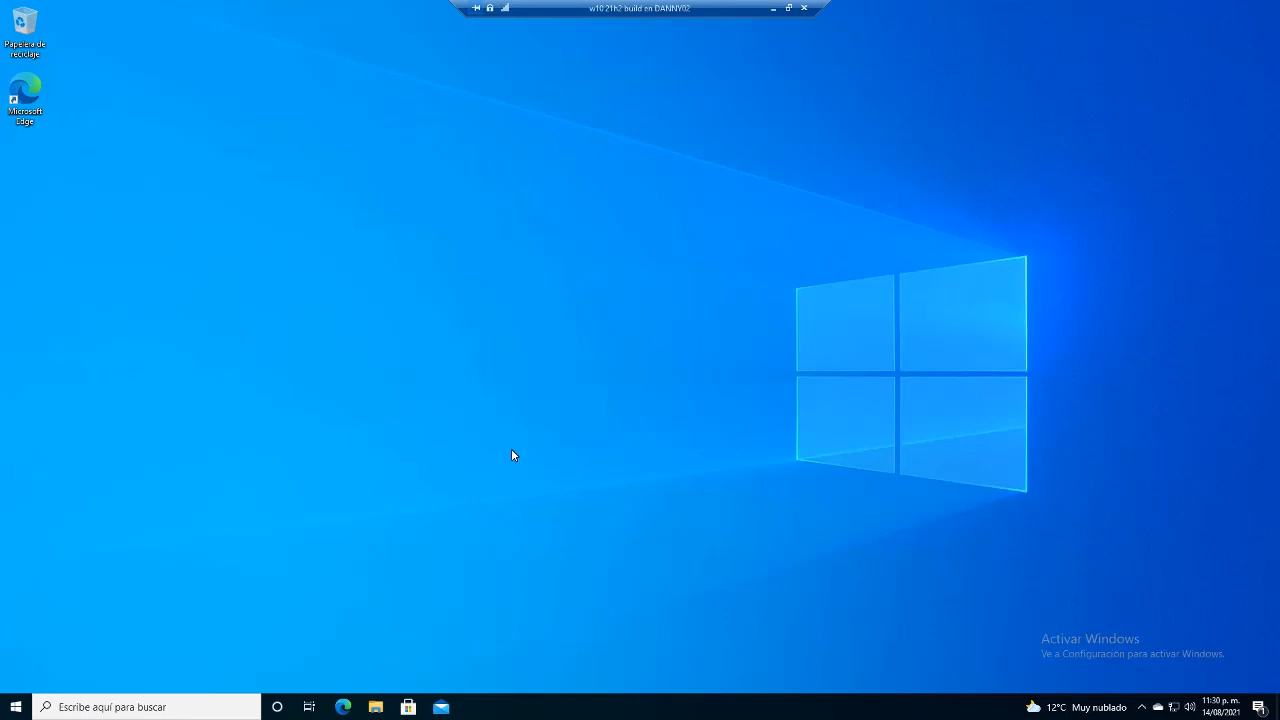 w10 21h2 build en DANNY02
Papelera de
reciclaje
Microsoft
Edge
Activar Windows
Ve a Configuración para activar Windows.
Escribe aquí para buscar
12°C Muy nublado
11:30 p. m.
14/08/2021
1